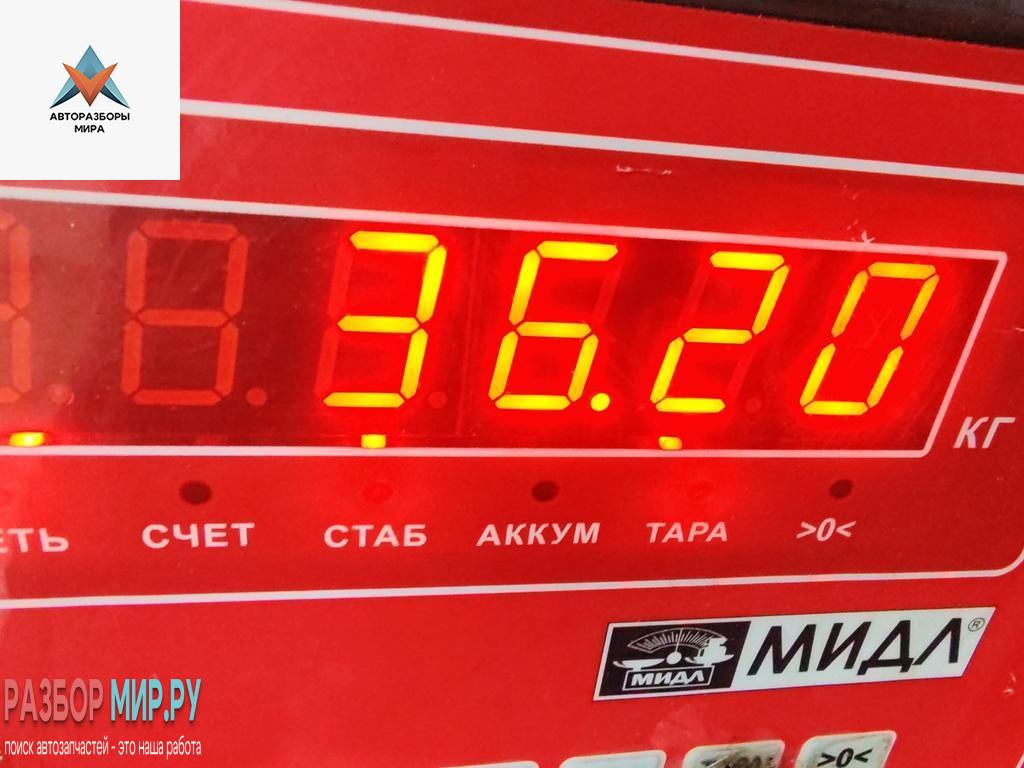 АВТОРАЗБОРЫ
МИРА
36.20
КГ
ЕТЬ СЧЕТ СТАБ АККУМ ТАРА >0<
МИДЛ МИДЛ®
РАЗБОР МИР.РУ
поиск автозапчастей - это наша работа
>0<